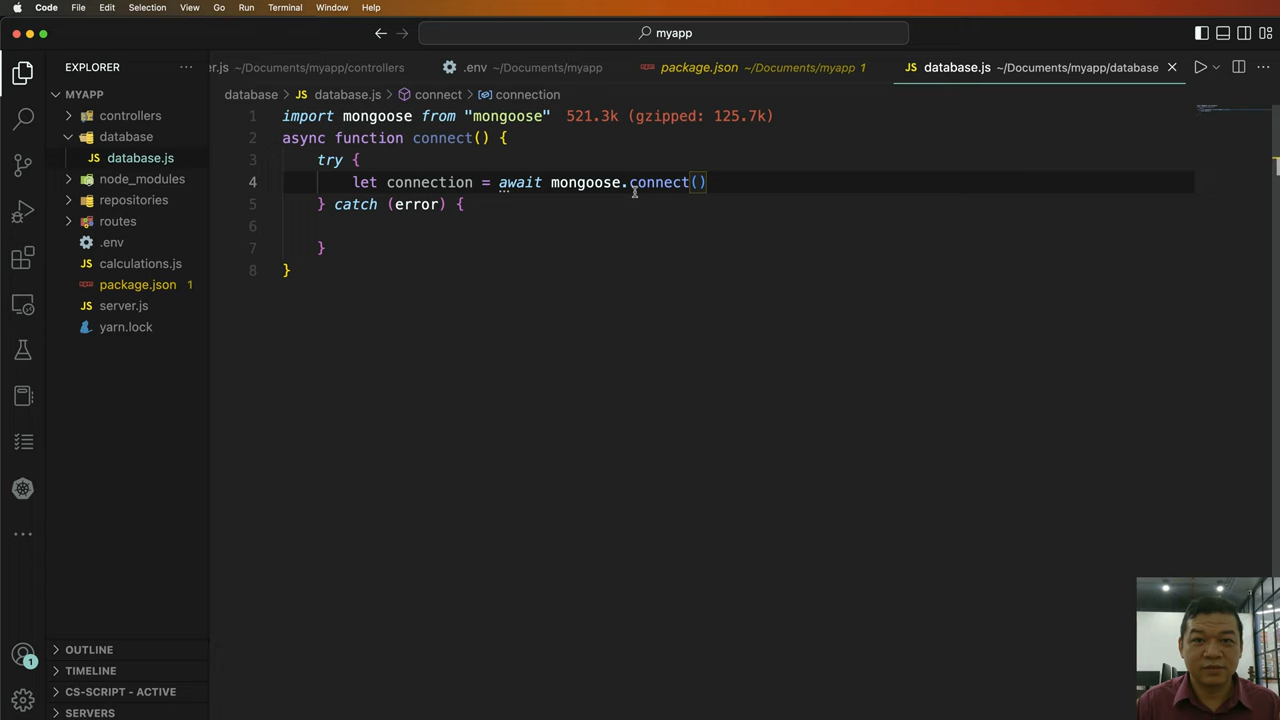 Code File Edit Selection View Go Run Terminal Window Help
myapp
er.js ~/Documents/myapp/controllers .env ~/Documents/myapp package.json ~/Documents/myapp 1 JS database.js ~/Documents/myapp/database
EXPLORER
database > JS database.js > connect > connection
MYAPP
controllers
database
JS database.js
node_modules
repositories
routes
.env
calculations.js
package.json 1
JS server.js
yarn.lock
1 import mongoose from "mongoose" 521.3k (gzipped: 125.7k)
2 async function connect() {
3 try {
4 let connection = await mongoose.connect()
5 } catch (error) {
6
7 }
8 }
1
OUTLINE
TIMELINE
CS-SCRIPT - ACTIVE
SERVERS